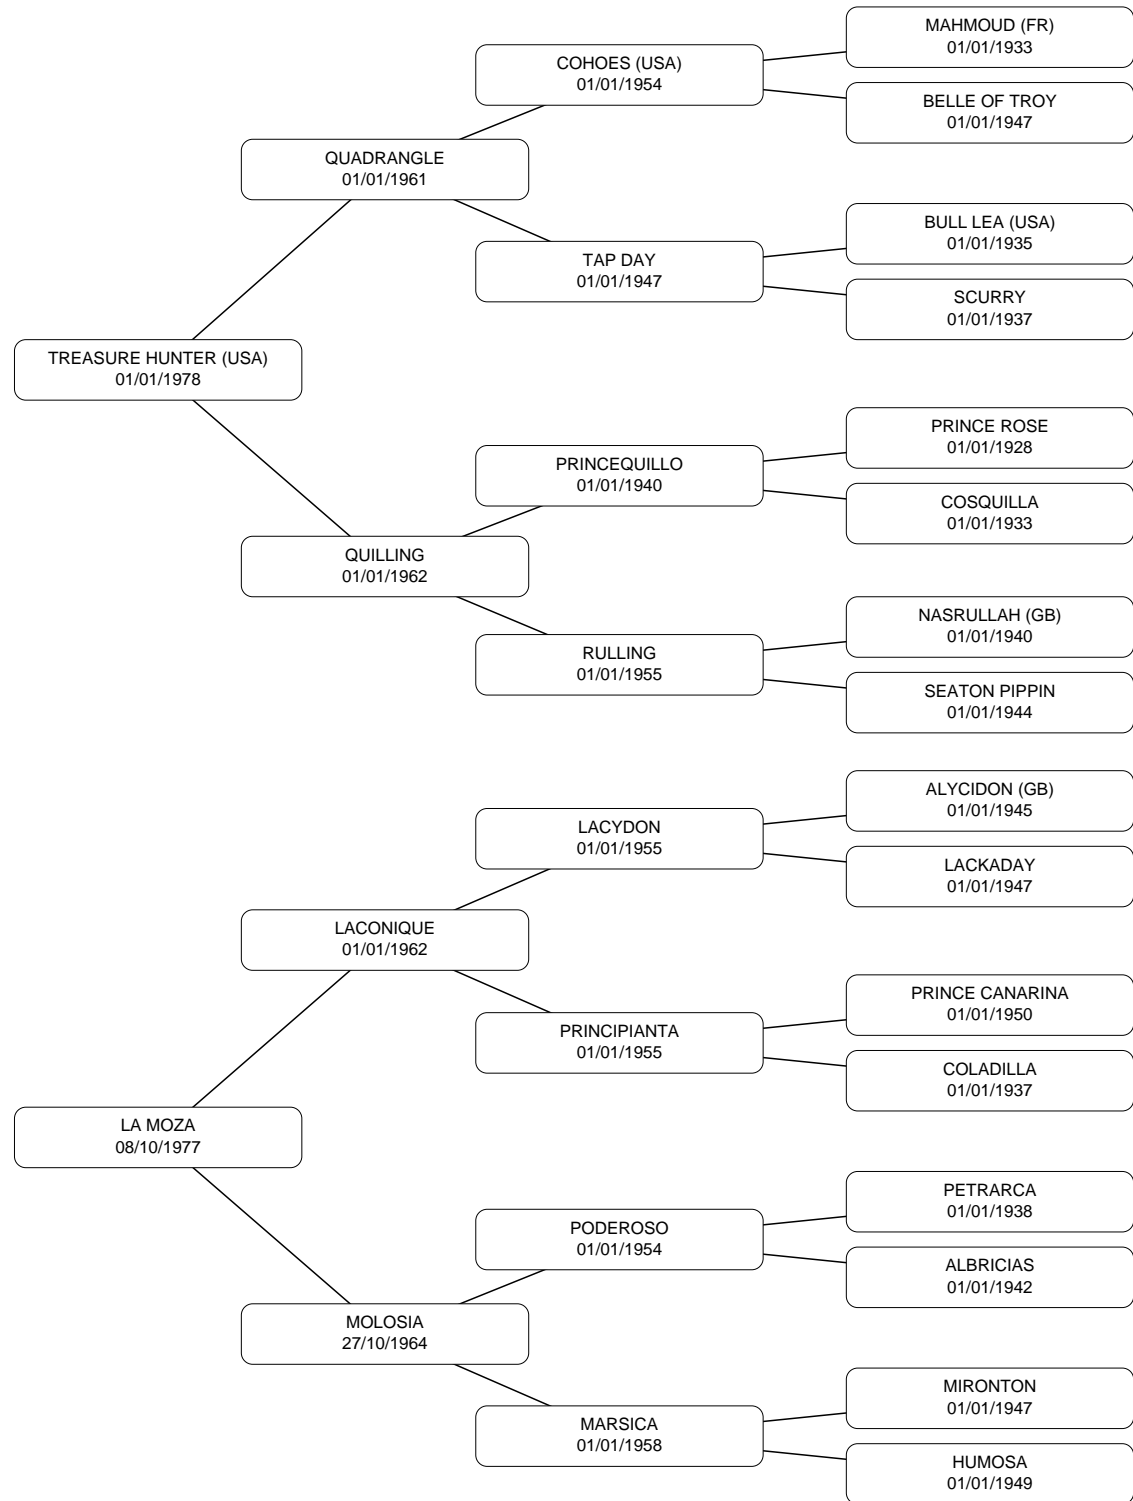 MAHMOUD (FR)
01/01/1933
COHOES (USA)
01/01/1954
BELLE OF TROY
01/01/1947
QUADRANGLE
01/01/1961
BULL LEA (USA)
01/01/1935
TAP DAY
01/01/1947
SCURRY
01/01/1937
TREASURE HUNTER (USA)
01/01/1978
PRINCE ROSE
01/01/1928
PRINCEQUILLO
01/01/1940
COSQUILLA
01/01/1933
QUILLING
01/01/1962
NASRULLAH (GB)
01/01/1940
RULLING
01/01/1955
SEATON PIPPIN
01/01/1944
ALYCIDON (GB)
01/01/1945
LACYDON
01/01/1955
LACKADAY
01/01/1947
LACONIQUE
01/01/1962
PRINCE CANARINA
01/01/1950
PRINCIPIANTA
01/01/1955
COLADILLA
01/01/1937
LA MOZA
08/10/1977
PETRARCA
01/01/1938
PODEROSO
01/01/1954
ALBRICIAS
01/01/1942
MOLOSIA
27/10/1964
MIRONTON
01/01/1947
MARSICA
01/01/1958
HUMOSA
01/01/1949